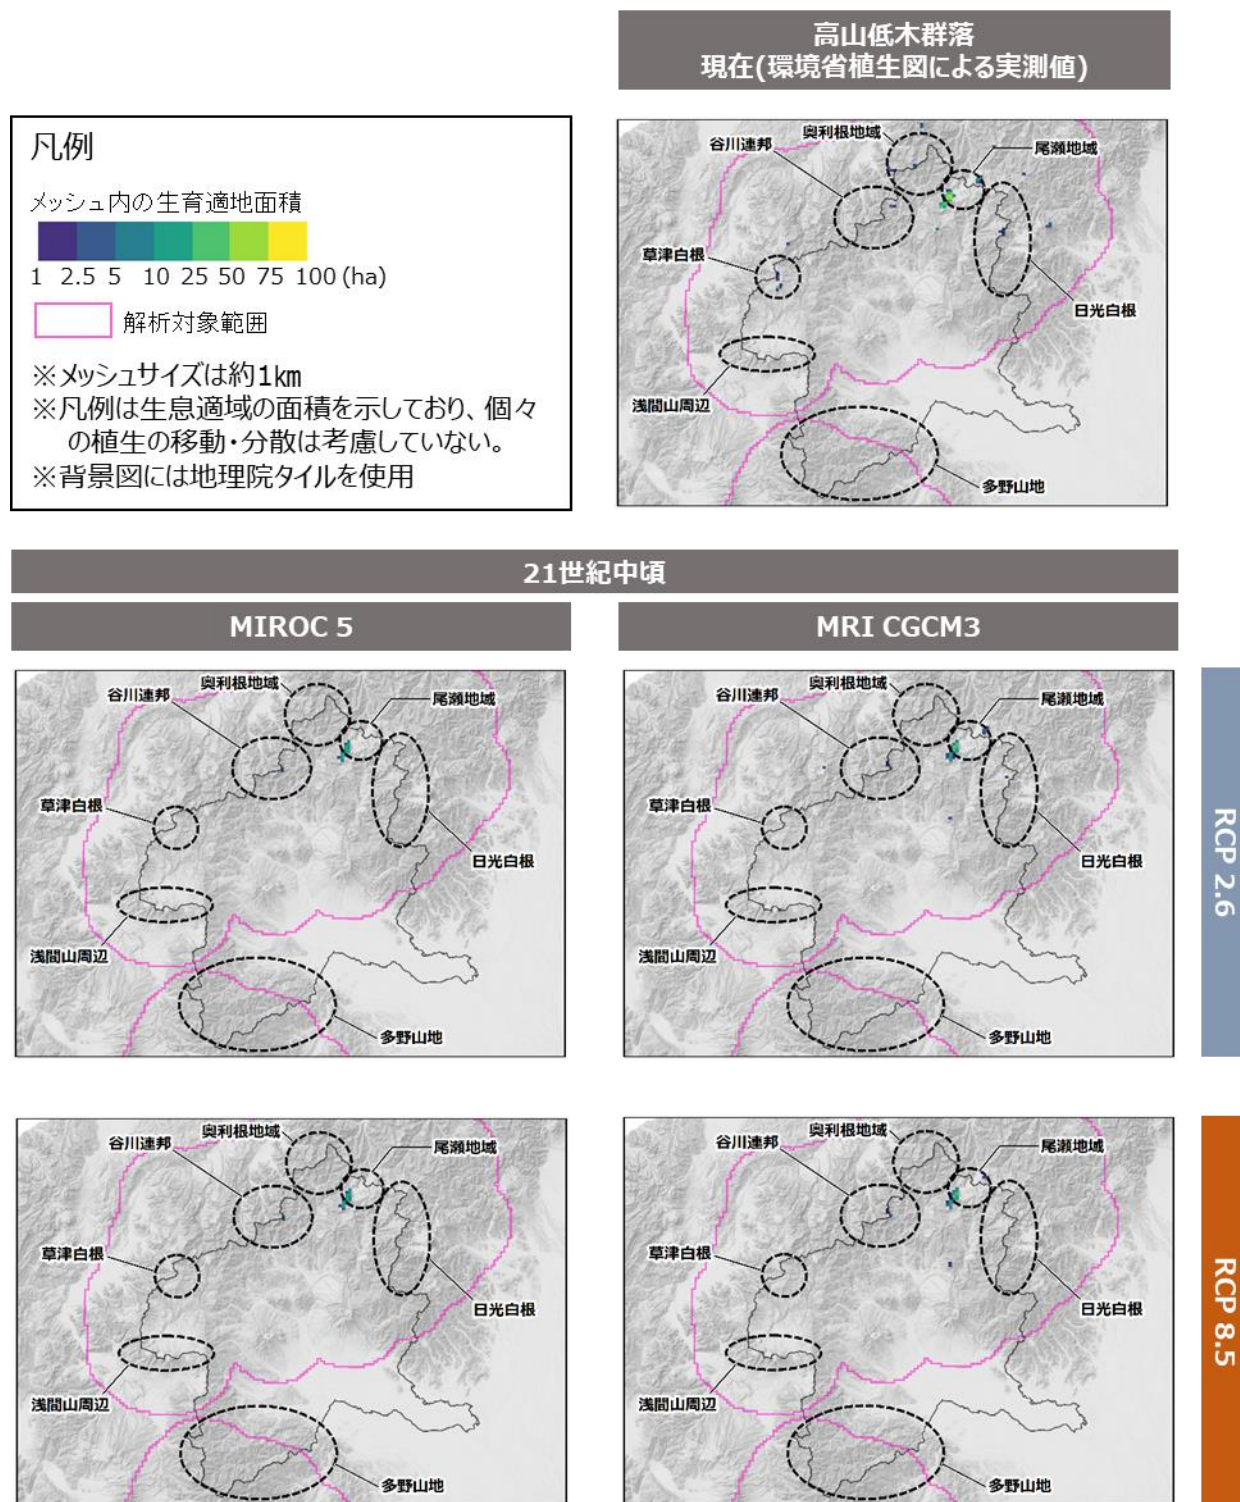 高山低木群落
現在(環境省植生図による実測値)
凡例
メッシュ内の生育適地面積
1 2.5 5 10 25 50 75 100 (ha)
解析対象範囲
※メッシュサイズは約1km
※凡例は生息適域の面積を示しており、個々
の植生の移動・分散は考慮していない。
※背景図には地理院タイルを使用
奥利根地域
谷川連邦
尾瀬地域
草津白根
日光白根
浅間山周辺
多野山地
21世紀中頃
MIROC 5
MRI CGCM3
奥利根地域
谷川連邦
尾瀬地域
草津白根
日光白根
浅間山周辺
多野山地
奥利根地域
谷川連邦
尾瀬地域
草津白根
日光白根
浅間山周辺
多野山地
RCP 2.6
奥利根地域
谷川連邦
尾瀬地域
草津白根
日光白根
浅間山周辺
多野山地
奥利根地域
谷川連邦
尾瀬地域
草津白根
日光白根
浅間山周辺
多野山地
RCP 8.5